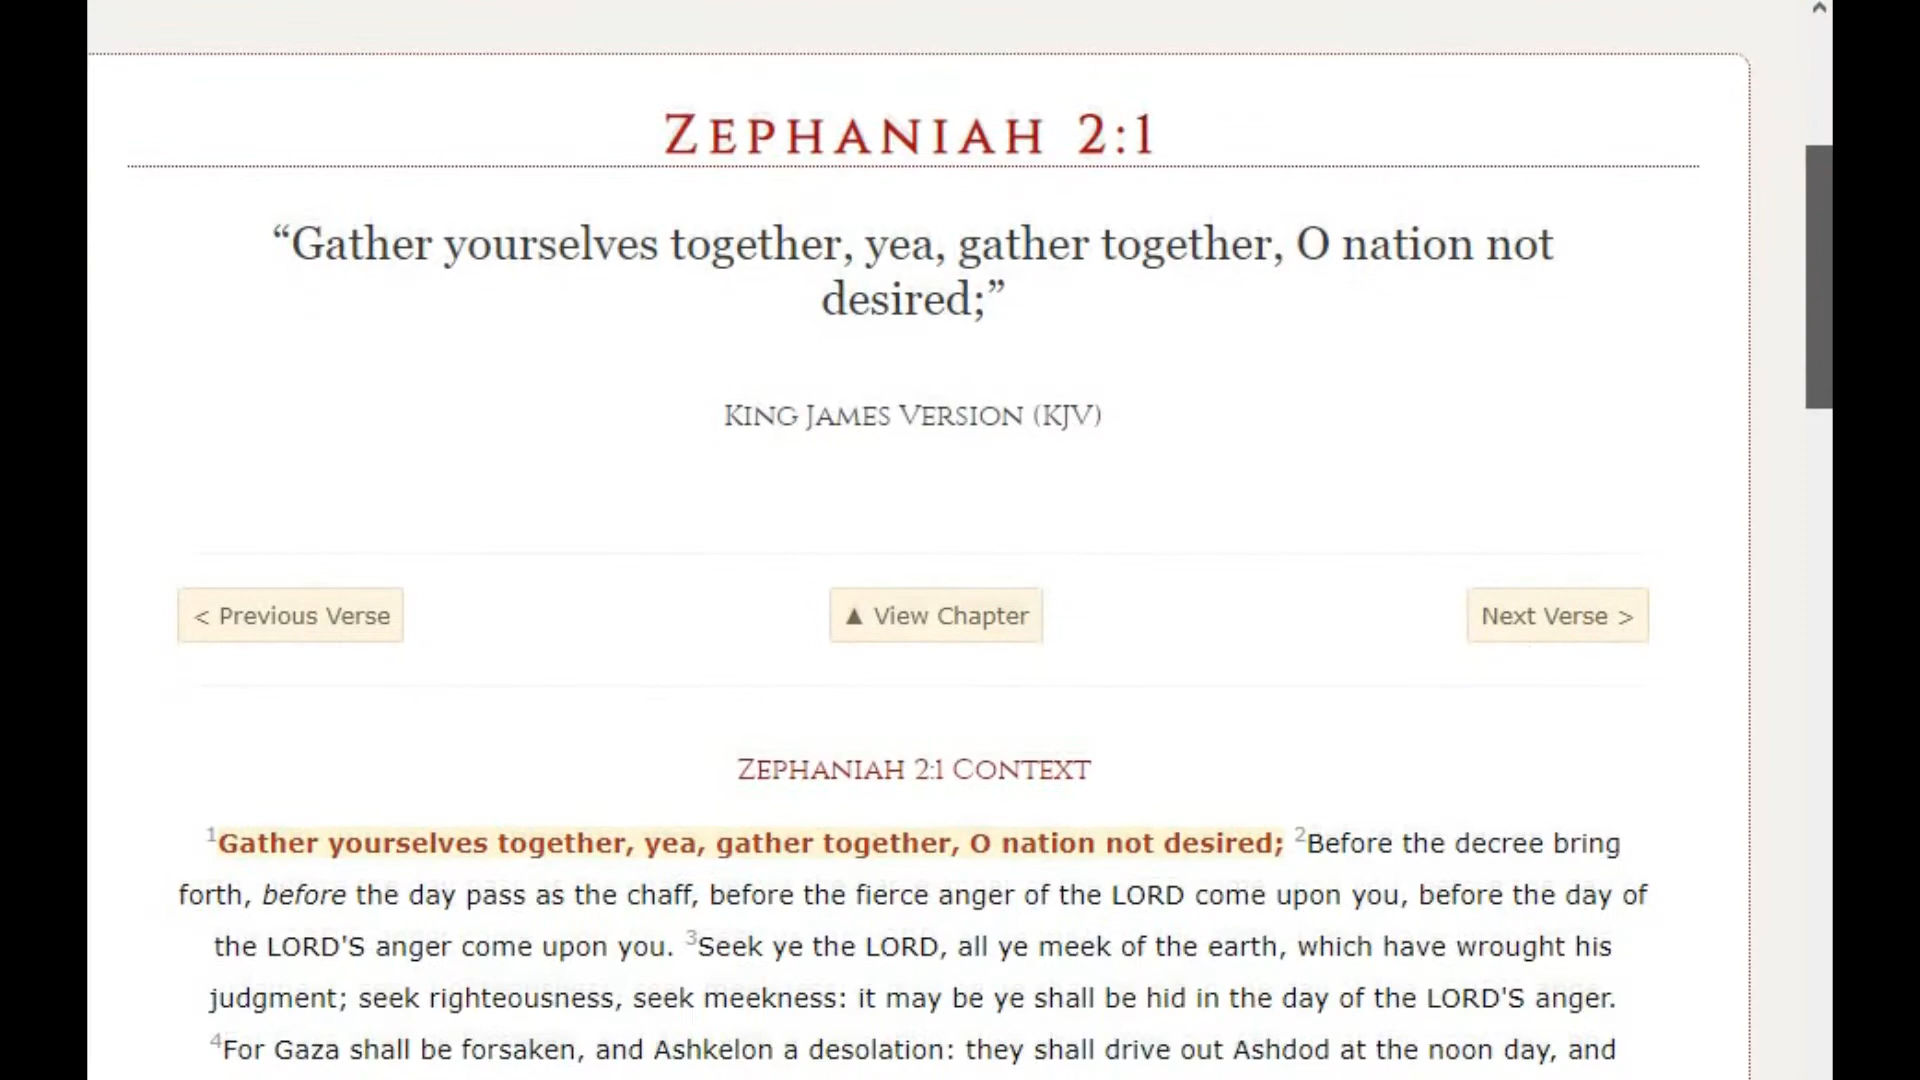 ZEPHANIAH 2:1
“Gather yourselves together, yea, gather together, O nation not
desired;”
KING JAMES VERSION (KJV)
< Previous Verse
▲ View Chapter
Next Verse >
ZEPHANIAH 2:1 CONTEXT
1Gather yourselves together, yea, gather together, O nation not desired; 2Before the decree bring
forth, before the day pass as the chaff, before the fierce anger of the LORD come upon you, before the day of
the LORD'S anger come upon you. 3Seek ye the LORD, all ye meek of the earth, which have wrought his
judgment; seek righteousness, seek meekness: it may be ye shall be hid in the day of the LORD'S anger.
4For Gaza shall be forsaken, and Ashkelon a desolation: they shall drive out Ashdod at the noon day, and